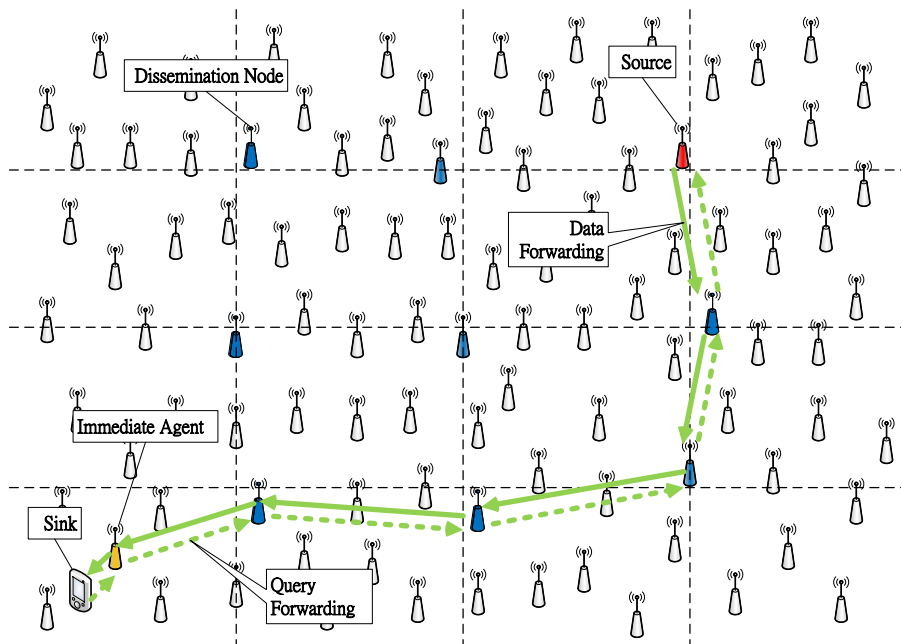 Dissemination Node
Source
Data
Forwarding
Immediate Agent
Sink
Query
Forwarding